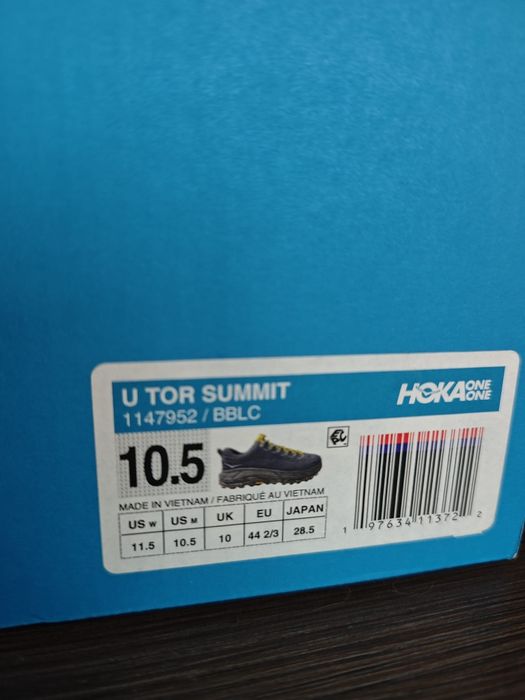 U TOR SUMMIT
1147952 / BBLC
HOKA ONE ONE
10.5
MADE IN VIETNAM / FABRIQUÉ AU VIETNAM
US W US M UK EU JAPAN
11.5 10.5 10 44 2/3 28.5
1 97634 11372 2